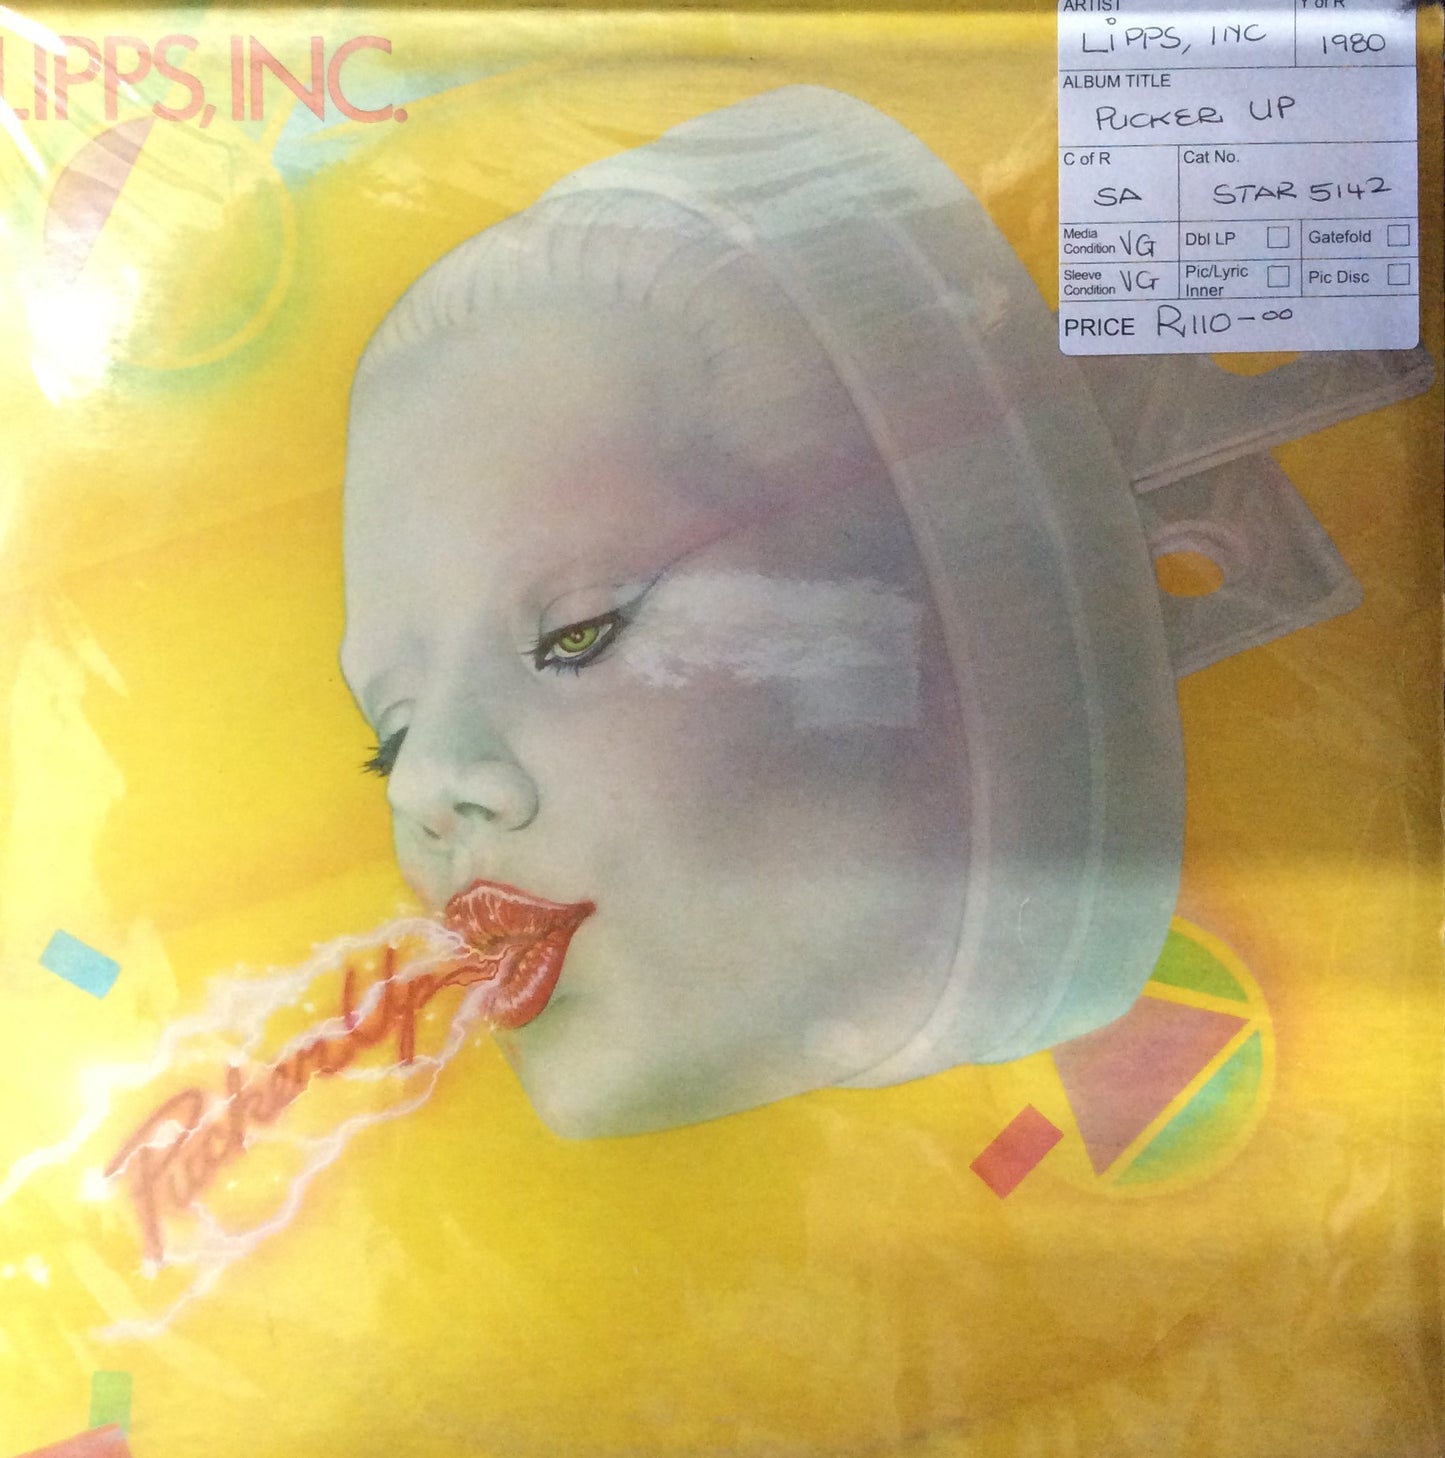 LIPPS, INC.
ARTIST
Y of R
LiPPS, INC
1980
ALBUM TITLE
PUCKER UP
C of R
Cat No.
SA
STAR 5142
Media
Condition VG
Dbl LP
Gatefold
Sleeve
Condition VG
Pic/Lyric
Inner
Pic Disc
PRICE R110-00
Pucker Up